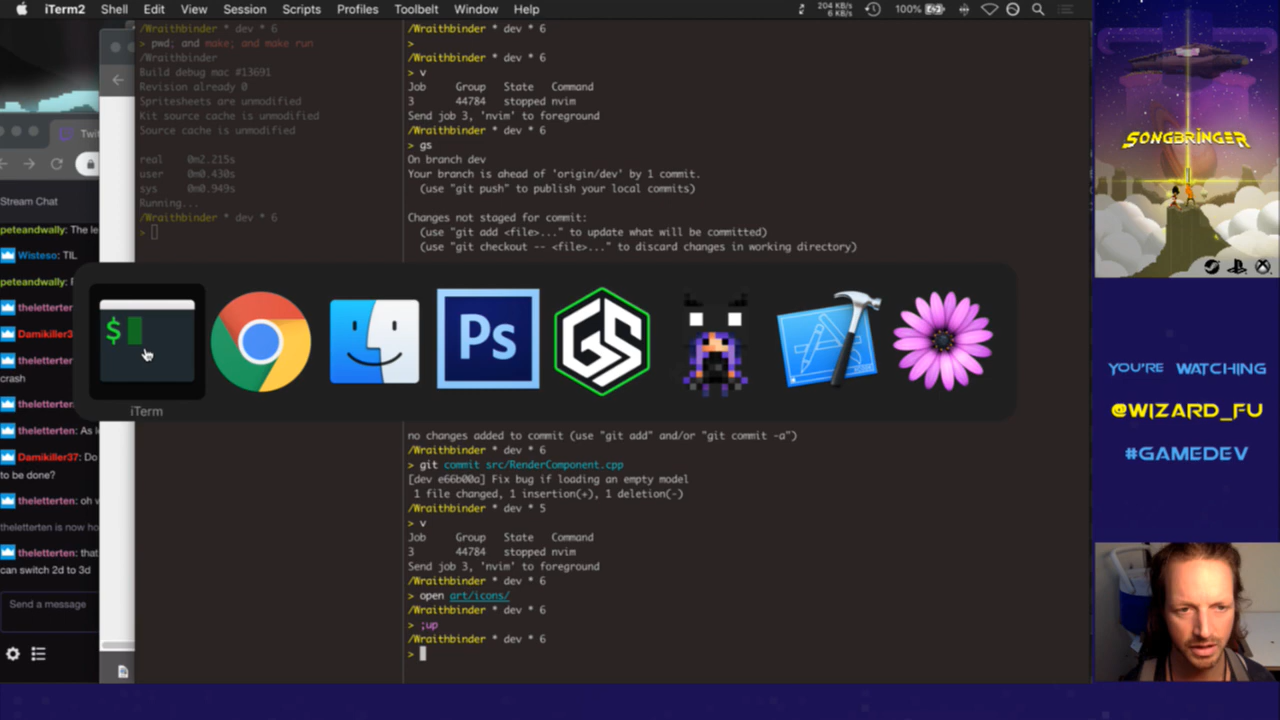 iTerm2 Shell Edit View Session Scripts Profiles Toolbelt Window Help
204 KB/s
6 KB/s
100%
/Wraithbinder * dev * 6
> pwd; and make; and make run
/Wraithbinder
Build debug mac #13691
Revision already 0
Spritesheets are unmodified
Kit source cache is unmodified
Source cache is unmodified
real 0m2.215s
user 0m0.430s
sys 0m0.949s
Running...
/Wraithbinder * dev * 6
>
/Wraithbinder * dev * 6
>
/Wraithbinder * dev * 6
> v
Job Group State Command
3 44784 stopped nvim
Send job 3, 'nvim' to foreground
/Wraithbinder * dev * 6
> gs
On branch dev
Your branch is ahead of 'origin/dev' by 1 commit.
(use "git push" to publish your local commits)
Changes not staged for commit:
(use "git add <file>..." to update what will be committed)
(use "git checkout -- <file>..." to discard changes in working directory)
$
Ps
GS
iTerm
no changes added to commit (use "git add" and/or "git commit -a")
/Wraithbinder * dev * 6
> git commit src/RenderComponent.cpp
[dev e66b00a] Fix bug if loading an empty model
1 file changed, 1 insertion(+), 1 deletion(-)
/Wraithbinder * dev * 5
> v
Job Group State Command
3 44784 stopped nvim
Send job 3, 'nvim' to foreground
/Wraithbinder * dev * 6
> open art/icons/
/Wraithbinder * dev * 6
> ;up
/Wraithbinder * dev * 6
>
Twi
Stream Chat
peteandwally: The le
Wisteso: TIL
peteandwally:
theletterten
Damikiller3
theletterten
crash
theletterten
theletterten: As l
Damikiller37: Do
to be done?
theletterten: oh w
theletterten is now ho
theletterten: that
can switch 2d to 3d
Send a message
SONGBRINGER
YOU'RE WATCHING
@WIZARD_FU
#GAMEDEV